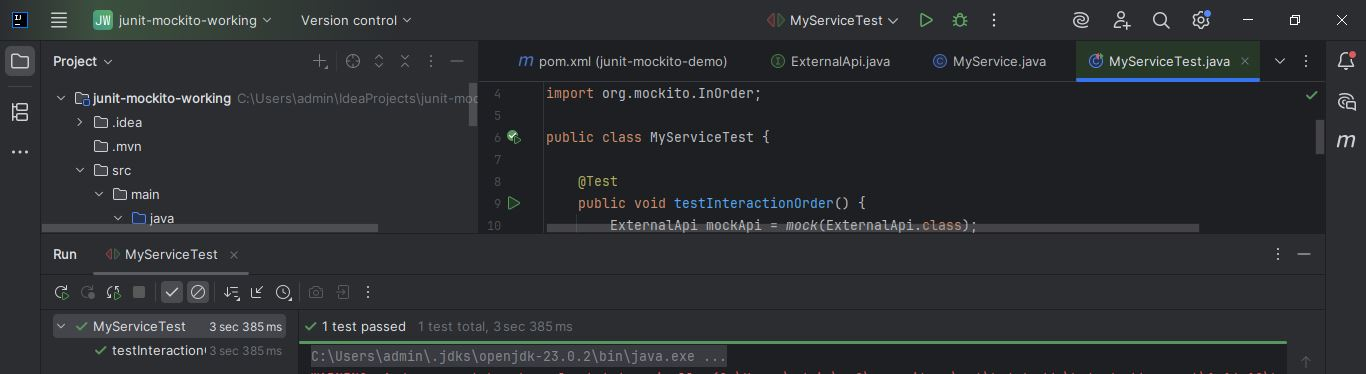 JW junit-mockito-working Version control MyServiceTest
Project
pom.xml (junit-mockito-demo) ExternalApi.java MyService.java MyServiceTest.java
junit-mockito-working C:\Users\admin\IdeaProjects\junit-moc
.idea
.mvn
src
main
java
4 import org.mockito.InOrder;
5
6 public class MyServiceTest {
7
8 @Test
9 public void testInteractionOrder() {
10 ExternalApi mockApi = mock(ExternalApi.class);
Run MyServiceTest
MyServiceTest 3 sec 385 ms
testInteraction 3 sec 385 ms
1 test passed 1 test total, 3 sec 385 ms
C:\Users\admin\.jdks\openjdk-23.0.2\bin\java.exe ...